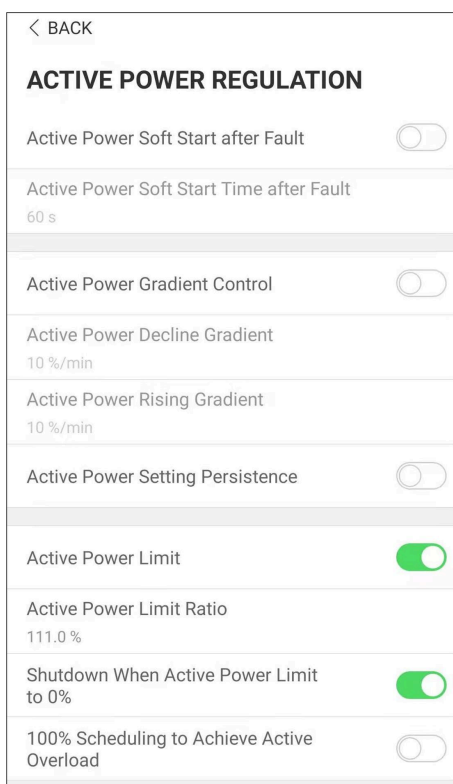 < BACK
ACTIVE POWER REGULATION
Active Power Soft Start after Fault
Active Power Soft Start Time after Fault
60 s
Active Power Gradient Control
Active Power Decline Gradient
10 %/min
Active Power Rising Gradient
10 %/min
Active Power Setting Persistence
Active Power Limit
Active Power Limit Ratio
111.0 %
Shutdown When Active Power Limit
to 0%
100% Scheduling to Achieve Active
Overload